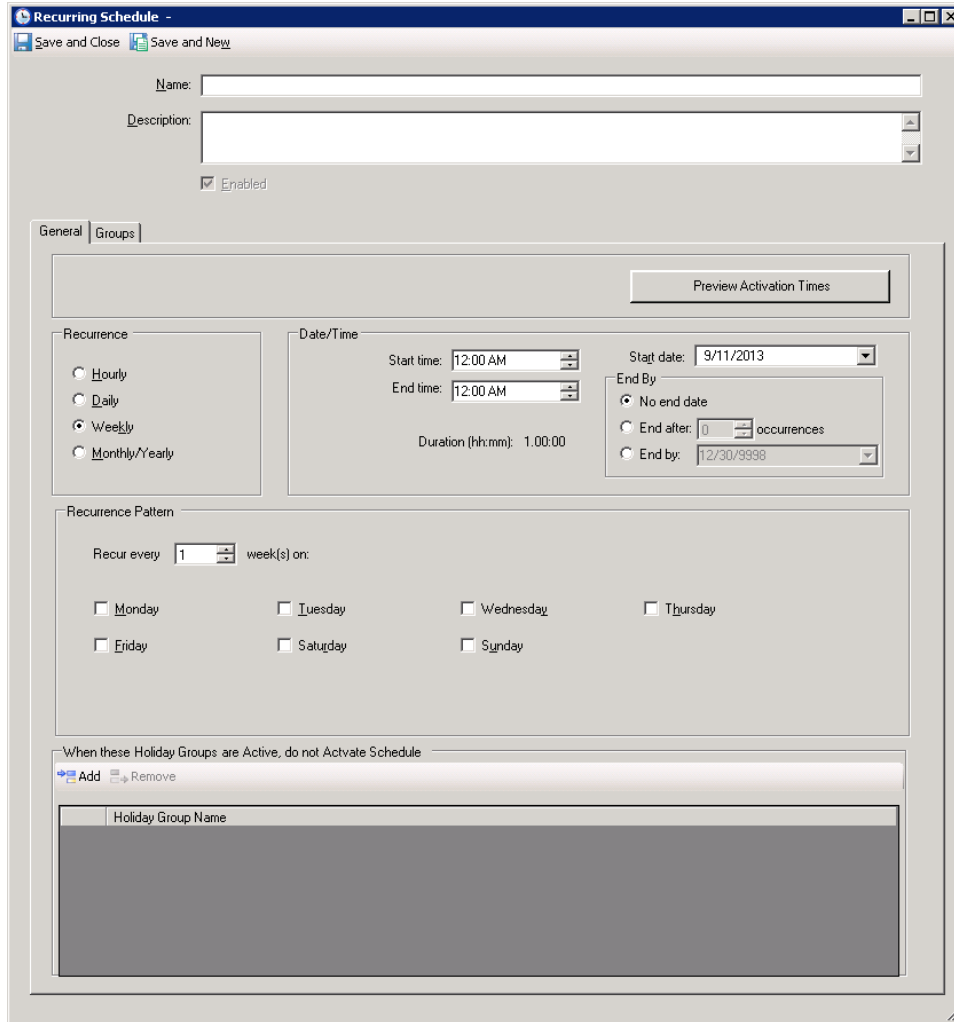 Recurring Schedule -
Save and Close Save and New
Name:
Description:
Enabled
General Groups
Preview Activation Times
Recurrence
Hourly
Daily
Weekly
Monthly/Yearly
Date/Time
Start time: 12:00 AM
End time: 12:00 AM
Duration (hh:mm): 1.00:00
Start date: 9/11/2013
End By
No end date
End after: 0 occurrences
End by: 12/30/9998
Recurrence Pattern
Recur every 1 week(s) on:
Monday Tuesday Wednesday Thursday
Friday Saturday Sunday
When these Holiday Groups are Active, do not Actvate Schedule
Add Remove
Holiday Group Name